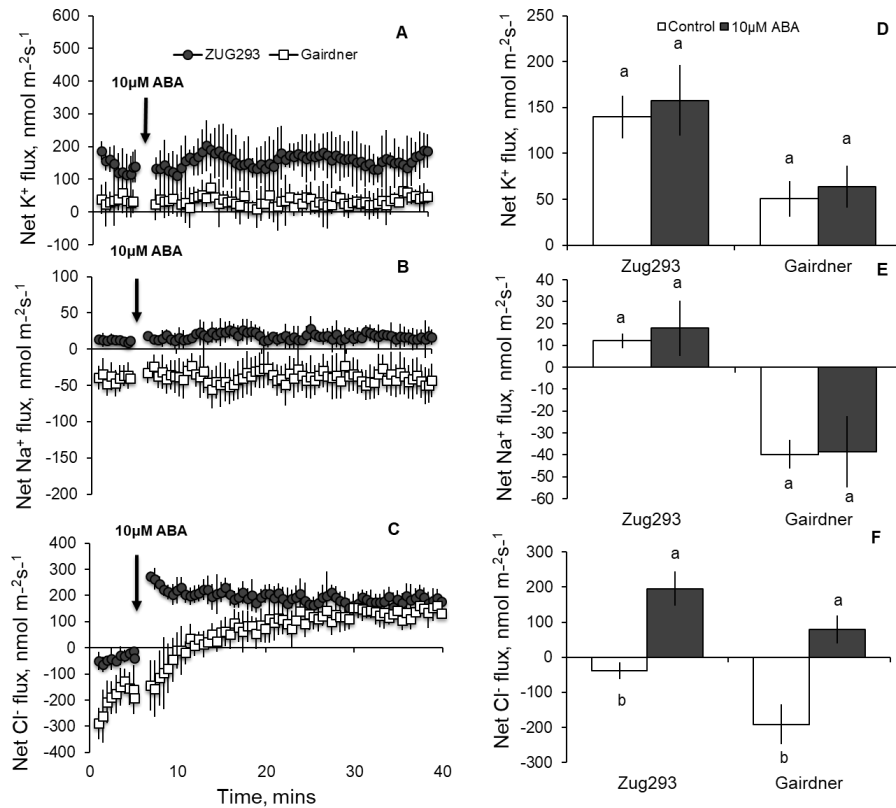 A
ZUG293
Gairdner
10µM ABA
Net K⁺ flux, nmol m⁻²s⁻¹
600
500
400
300
200
100
0
-100
B
10µM ABA
Net Na⁺ flux, nmol m⁻²s⁻¹
100
50
0
-50
-100
-150
-200
C
10µM ABA
Net Cl⁻ flux, nmol m⁻²s⁻¹
400
300
200
100
0
-100
-200
-300
-400
0
10
20
30
40
Time, mins
D
Control
10µM ABA
Net K⁺ flux, nmol m⁻²s⁻¹
250
200
150
100
50
0
a
a
a
a
Zug293
Gairdner
E
Net Na⁺ flux, nmol m⁻²s⁻¹
40
30
20
10
0
-10
-20
-30
-40
-50
-60
a
a
a
a
Zug293
Gairdner
F
Net Cl⁻ flux, nmol m⁻²s⁻¹
300
200
100
0
-100
-200
-300
a
a
b
b
Zug293
Gairdner